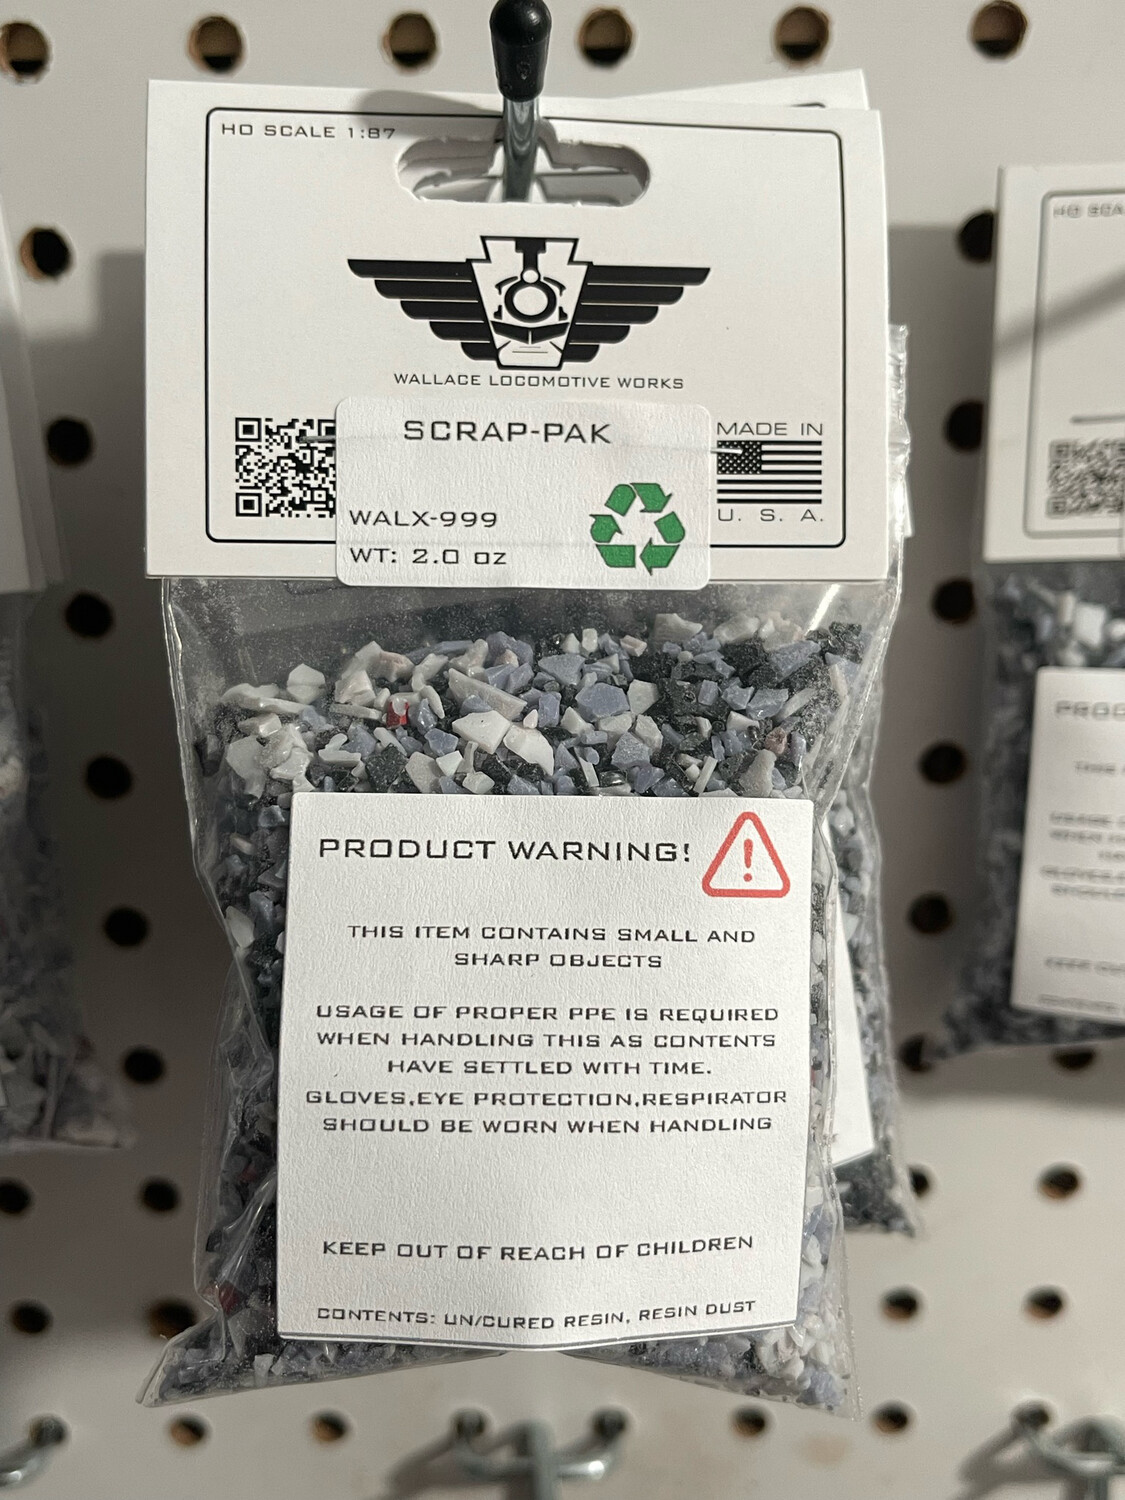 HO SCALE 1:87
WALLACE LOCOMOTIVE WORKS
SCRAP-PAK
WALX-999
WT: 2.0 oz
MADE IN
U. S. A.
PRODUCT WARNING!
THIS ITEM CONTAINS SMALL AND
SHARP OBJECTS
USAGE OF PROPER PPE IS REQUIRED
WHEN HANDLING THIS AS CONTENTS
HAVE SETTLED WITH TIME.
GLOVES,EYE PROTECTION,RESPIRATOR
SHOULD BE WORN WHEN HANDLING
KEEP OUT OF REACH OF CHILDREN
CONTENTS: UN/CURED RESIN, RESIN DUST
HO